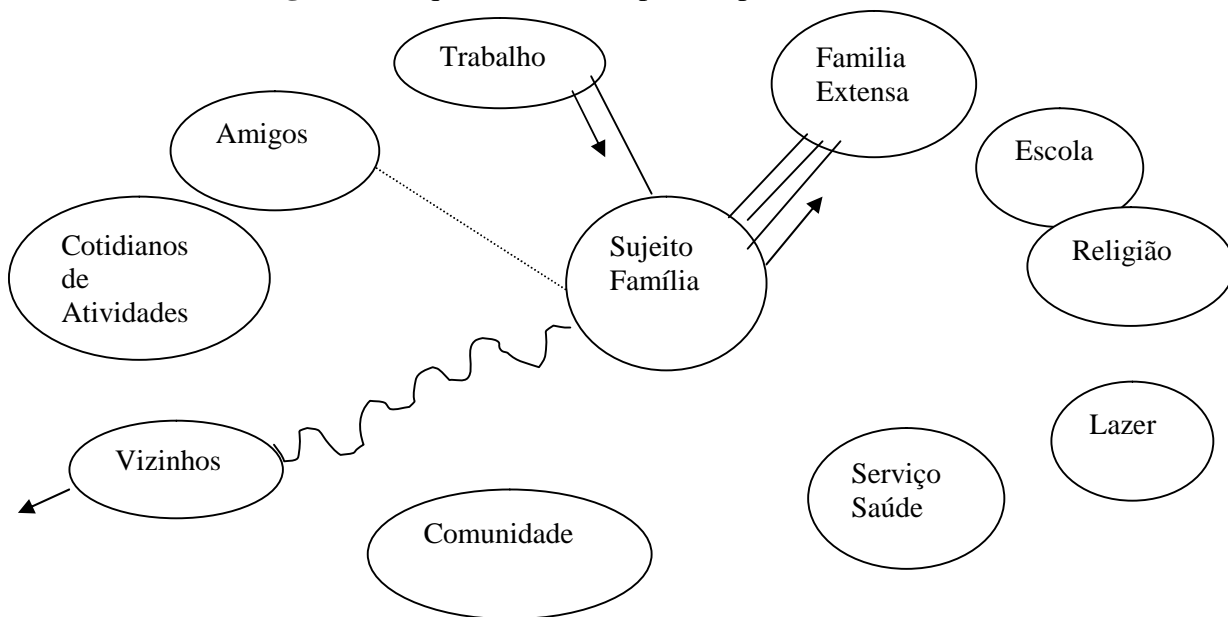 Trabalho
Familia
Extensa
Amigos
Escola
Cotidianos
de
Atividades
Sujeito
Família
Religião
Vizinhos
Lazer
Serviço
Saúde
Comunidade